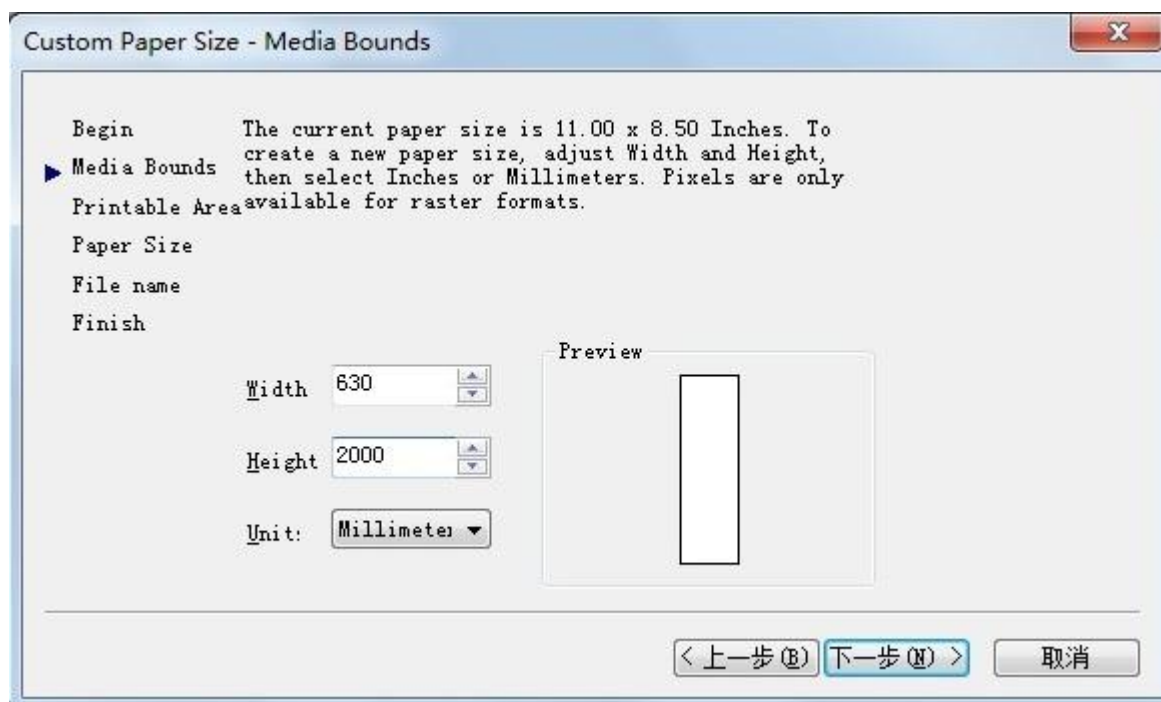 Custom Paper Size - Media Bounds
Begin
Media Bounds
Printable Area
Paper Size
File name
Finish
The current paper size is 11.00 x 8.50 Inches. To
create a new paper size, adjust Width and Height,
then select Inches or Millimeters. Pixels are only
available for raster formats.
Width 630
Height 2000
Unit: Millimeter
Preview
< 上一步(B) 下一步(N) > 取消